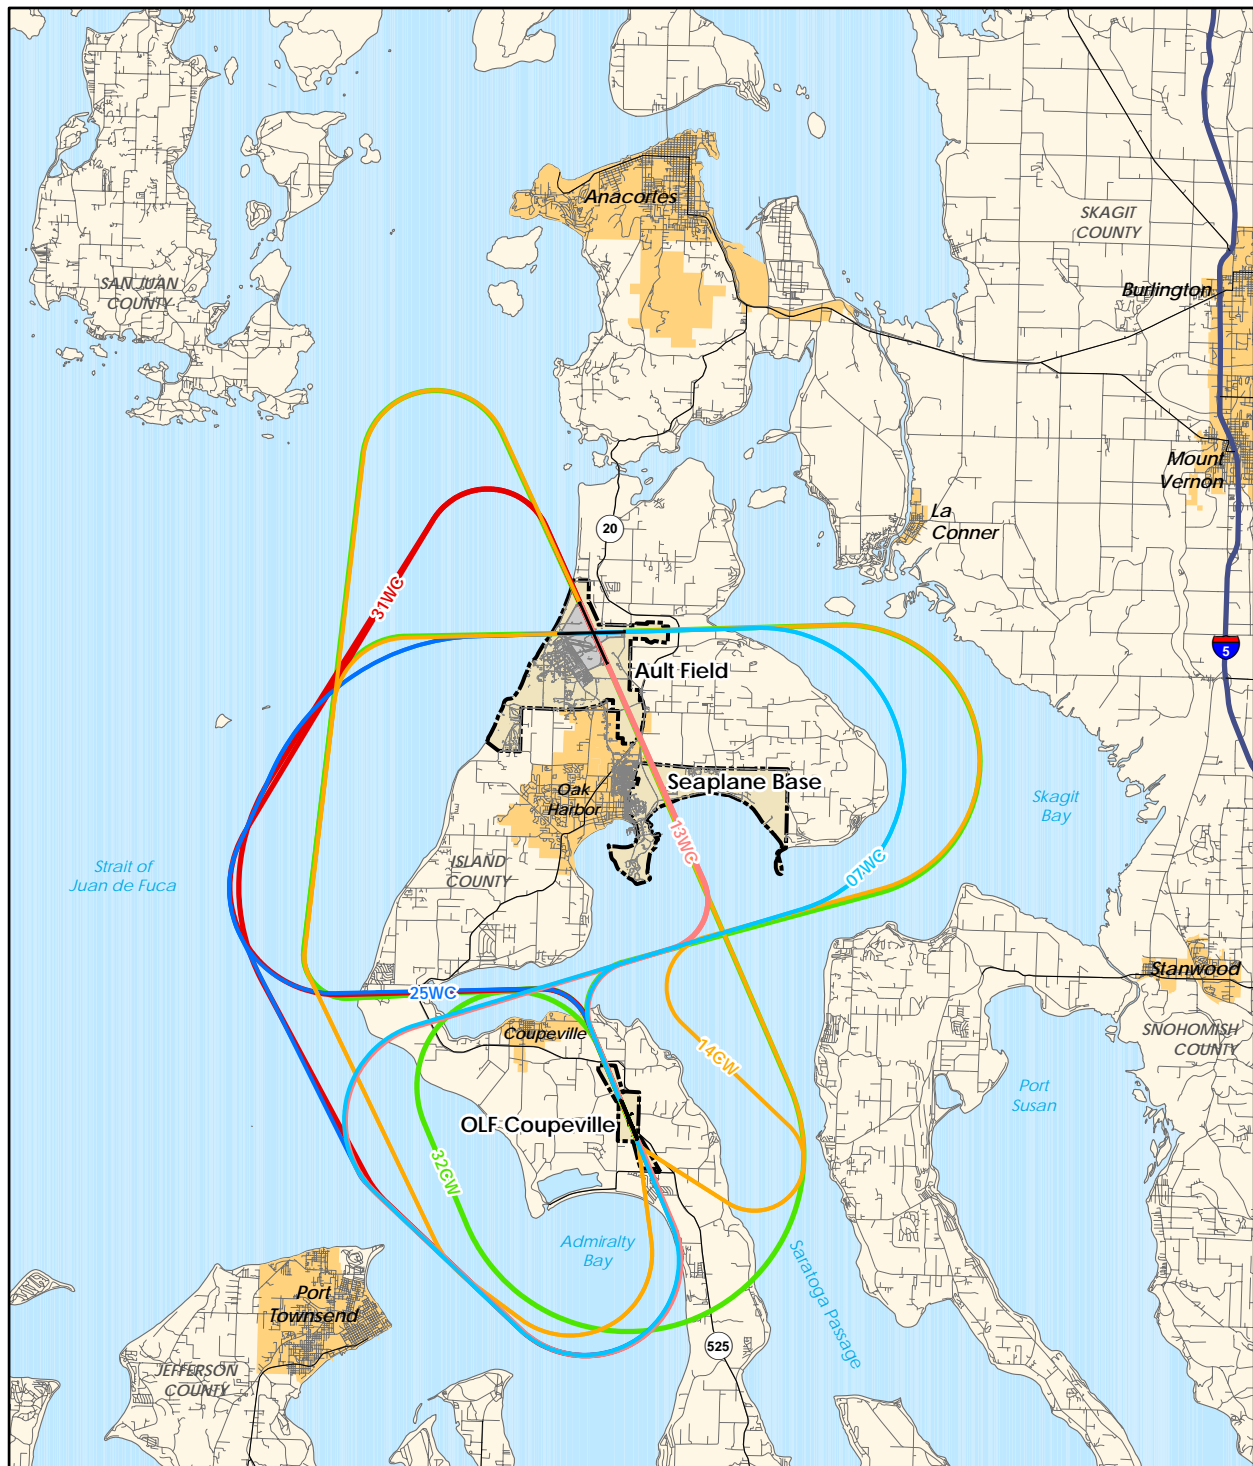 Anacortes
SKAGIT
COUNTY
SAN JUAN
COUNTY
Burlington
Mount
Vernon
La
Conner
20
31WC
5
Ault Field
Seaplane Base
Oak
Harbor
Skagit
Bay
13WC
07WC
ISLAND
COUNTY
Strait of
Juan de Fuca
Stanwood
25WC
SNOHOMISH
COUNTY
Coupeville
14CW
Port
Susan
OLF Coupeville
32CW
Admiralty
Bay
Saratoga Passage
Port
Townsend
525
JEFFERSON
COUNTY